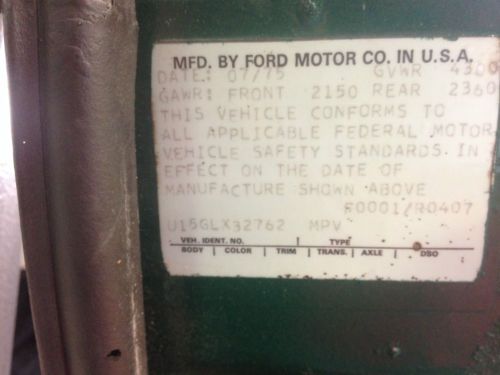 MFD. BY FORD MOTOR CO. IN U.S.A.
DATE: 07/75 GVWR 4300
GAWR: FRONT 2150 REAR 2360
THIS VEHICLE CONFORMS TO
ALL APPLICABLE FEDERAL MOTOR
VEHICLE SAFETY STANDARDS IN
EFFECT ON THE DATE OF
MANUFACTURE SHOWN ABOVE
F0001/R0407
U15GLX32762 MPV
VEH. IDENT. NO. TYPE
BODY COLOR TRIM TRANS. AXLE DSO